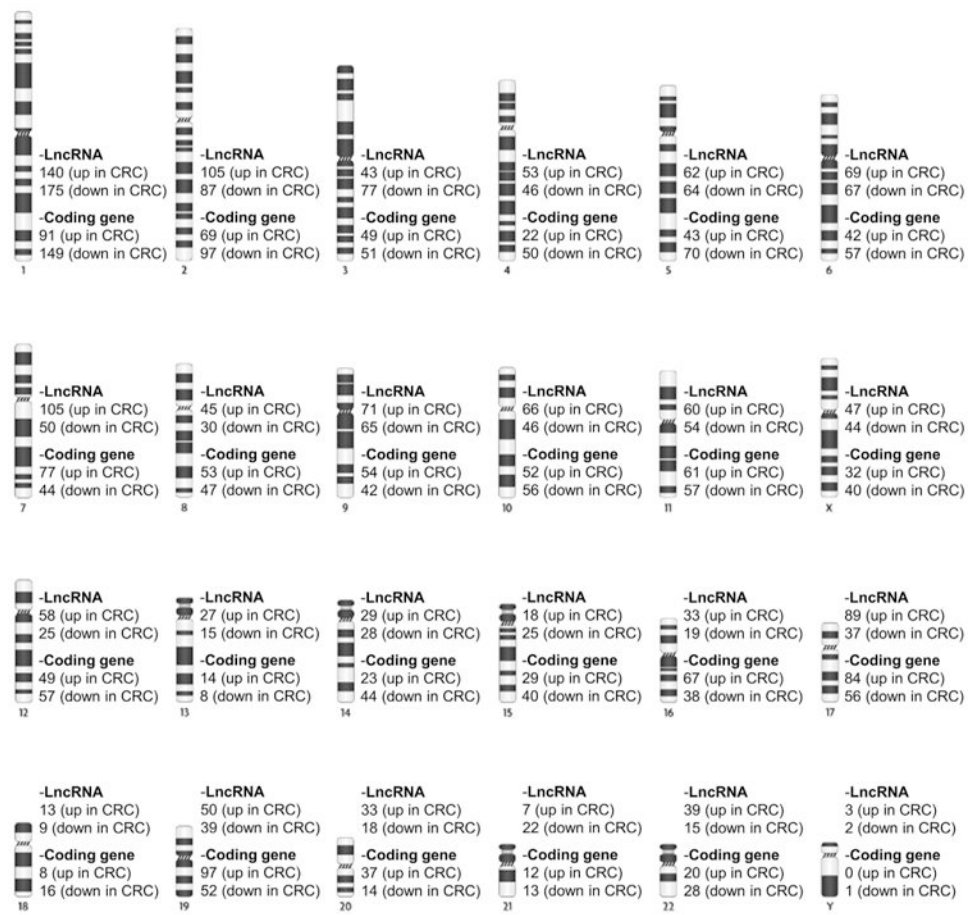 -LncRNA
140 (up in CRC)
175 (down in CRC)
-Coding gene
91 (up in CRC)
149 (down in CRC)
1
-LncRNA
105 (up in CRC)
87 (down in CRC)
-Coding gene
69 (up in CRC)
97 (down in CRC)
2
-LncRNA
43 (up in CRC)
77 (down in CRC)
-Coding gene
49 (up in CRC)
51 (down in CRC)
3
-LncRNA
53 (up in CRC)
46 (down in CRC)
-Coding gene
22 (up in CRC)
50 (down in CRC)
4
-LncRNA
62 (up in CRC)
64 (down in CRC)
-Coding gene
43 (up in CRC)
70 (down in CRC)
5
-LncRNA
69 (up in CRC)
67 (down in CRC)
-Coding gene
42 (up in CRC)
57 (down in CRC)
6
-LncRNA
105 (up in CRC)
50 (down in CRC)
-Coding gene
77 (up in CRC)
44 (down in CRC)
7
-LncRNA
45 (up in CRC)
30 (down in CRC)
-Coding gene
53 (up in CRC)
47 (down in CRC)
8
-LncRNA
71 (up in CRC)
65 (down in CRC)
-Coding gene
54 (up in CRC)
42 (down in CRC)
9
-LncRNA
66 (up in CRC)
46 (down in CRC)
-Coding gene
52 (up in CRC)
56 (down in CRC)
10
-LncRNA
60 (up in CRC)
54 (down in CRC)
-Coding gene
61 (up in CRC)
57 (down in CRC)
11
-LncRNA
47 (up in CRC)
44 (down in CRC)
-Coding gene
32 (up in CRC)
40 (down in CRC)
X
-LncRNA
58 (up in CRC)
25 (down in CRC)
-Coding gene
49 (up in CRC)
57 (down in CRC)
12
-LncRNA
27 (up in CRC)
15 (down in CRC)
-Coding gene
14 (up in CRC)
8 (down in CRC)
13
-LncRNA
29 (up in CRC)
28 (down in CRC)
-Coding gene
23 (up in CRC)
44 (down in CRC)
14
-LncRNA
18 (up in CRC)
25 (down in CRC)
-Coding gene
29 (up in CRC)
40 (down in CRC)
15
-LncRNA
33 (up in CRC)
19 (down in CRC)
-Coding gene
67 (up in CRC)
38 (down in CRC)
16
-LncRNA
89 (up in CRC)
37 (down in CRC)
-Coding gene
84 (up in CRC)
56 (down in CRC)
17
-LncRNA
13 (up in CRC)
9 (down in CRC)
-Coding gene
8 (up in CRC)
16 (down in CRC)
18
-LncRNA
50 (up in CRC)
39 (down in CRC)
-Coding gene
97 (up in CRC)
52 (down in CRC)
19
-LncRNA
33 (up in CRC)
18 (down in CRC)
-Coding gene
37 (up in CRC)
14 (down in CRC)
20
-LncRNA
7 (up in CRC)
22 (down in CRC)
-Coding gene
12 (up in CRC)
13 (down in CRC)
21
-LncRNA
39 (up in CRC)
15 (down in CRC)
-Coding gene
20 (up in CRC)
28 (down in CRC)
22
-LncRNA
3 (up in CRC)
2 (down in CRC)
-Coding gene
0 (up in CRC)
1 (down in CRC)
Y